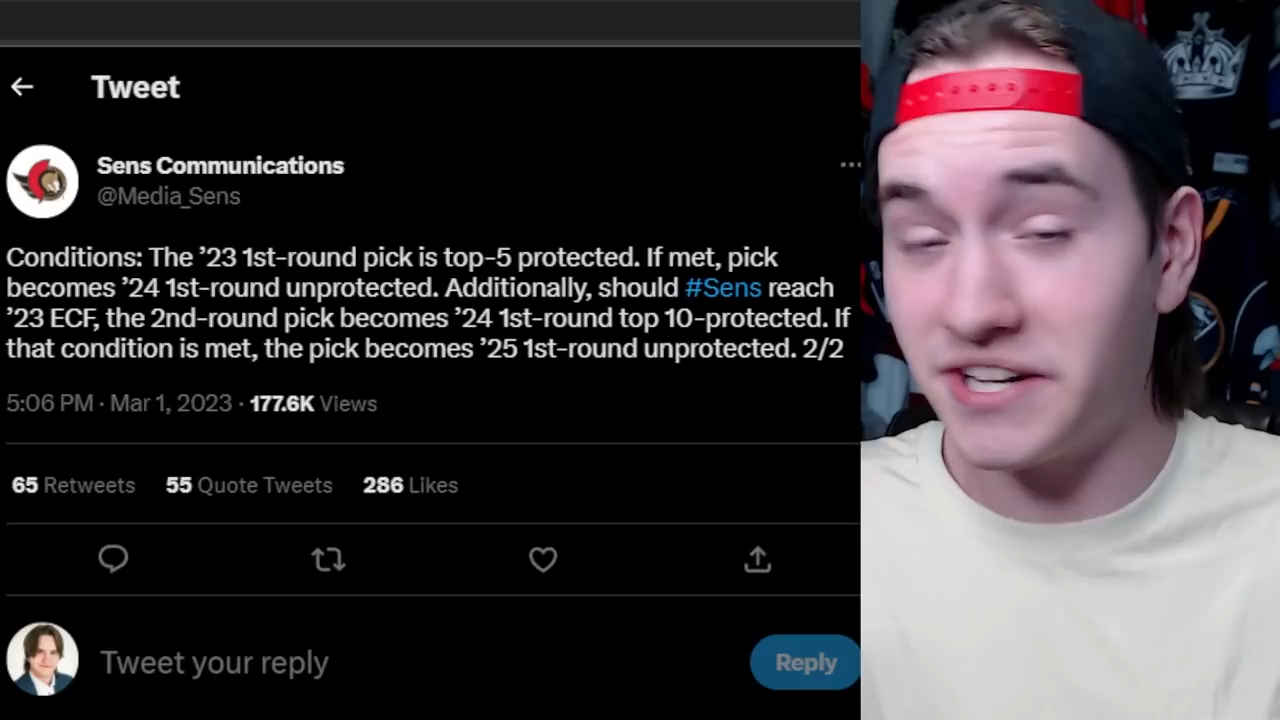 Tweet
Sens Communications
@Media_Sens
Conditions: The ’23 1st-round pick is top-5 protected. If met, pick
becomes ’24 1st-round unprotected. Additionally, should #Sens reach
’23 ECF, the 2nd-round pick becomes ’24 1st-round top 10-protected. If
that condition is met, the pick becomes ’25 1st-round unprotected. 2/2
5:06 PM · Mar 1, 2023 · 177.6K Views
65 Retweets 55 Quote Tweets 286 Likes
Tweet your reply
Reply